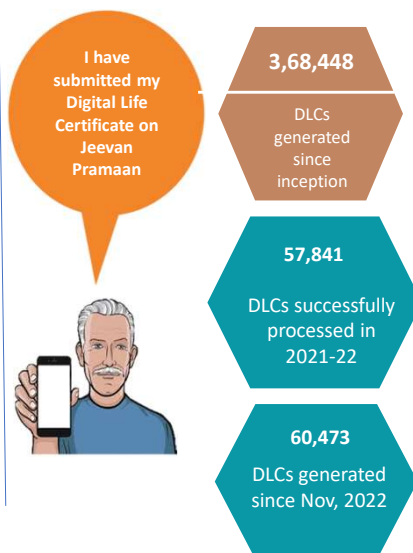 I have
submitted my
Digital Life
Certificate on
Jeevan
Pramaan
3,68,448
DLCs
generated
since
inception
57,841
DLCs successfully
processed in
2021-22
60,473
DLCs generated
since Nov, 2022